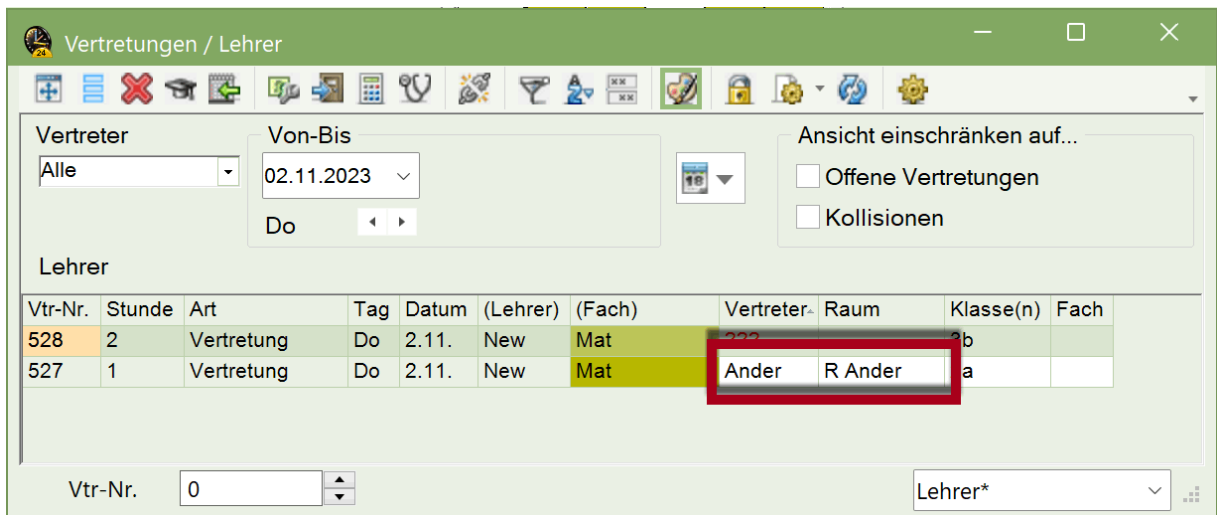 Vertretungen / Lehrer
Vertreter Von-Bis Ansicht einschränken auf...
Alle 02.11.2023 18 Offene Vertretungen
Do Kollisionen
Lehrer
Vtr-Nr. Stunde Art Tag Datum (Lehrer) (Fach) Vertreter Raum Klasse(n) Fach
528 2 Vertretung Do 2.11. New Mat
527 1 Vertretung Do 2.11. New Mat Ander R Ander
Vtr-Nr. 0 Lehrer*